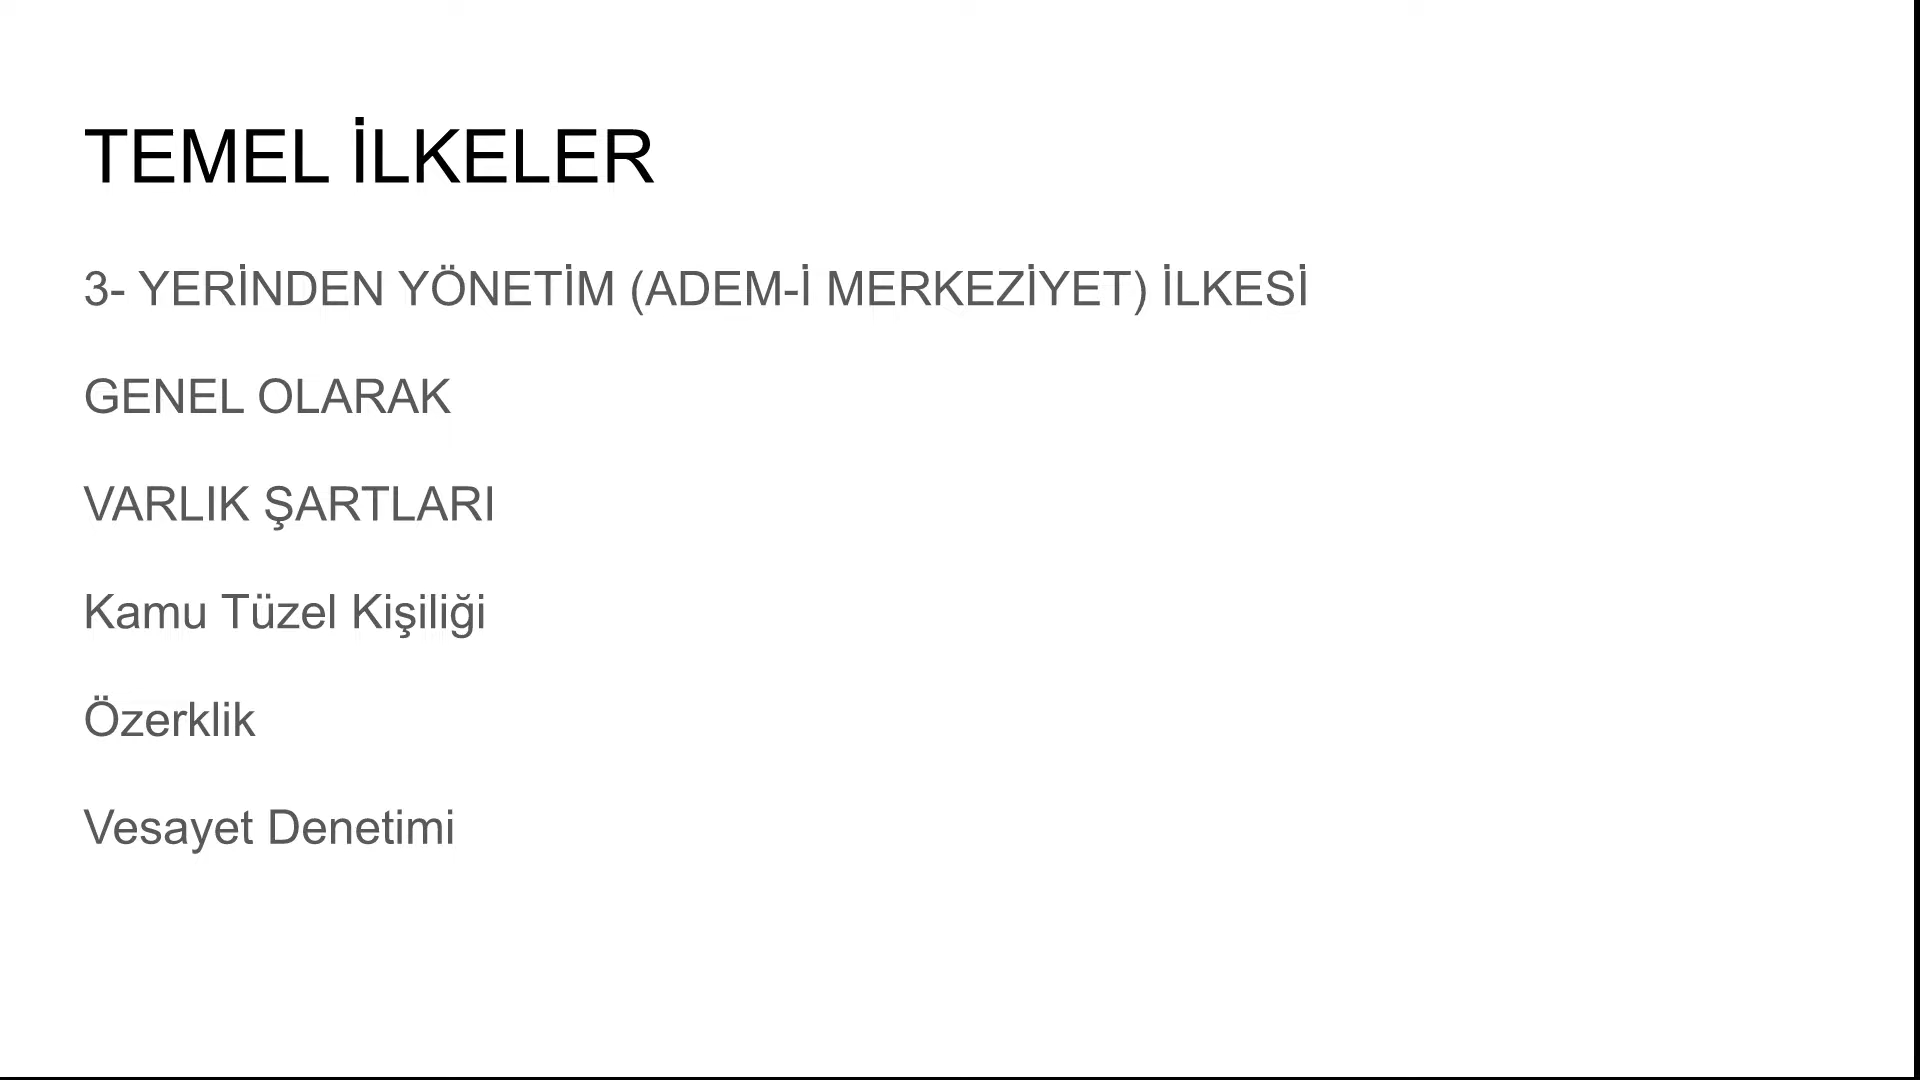 TEMEL İLKELER
3- YERİNDEN YÖNETİM (ADEM-İ MERKEZİYET) İLKESİ
GENEL OLARAK
VARLIK ŞARTLARI
Kamu Tüzel Kişiliği
Özerklik
Vesayet Denetimi